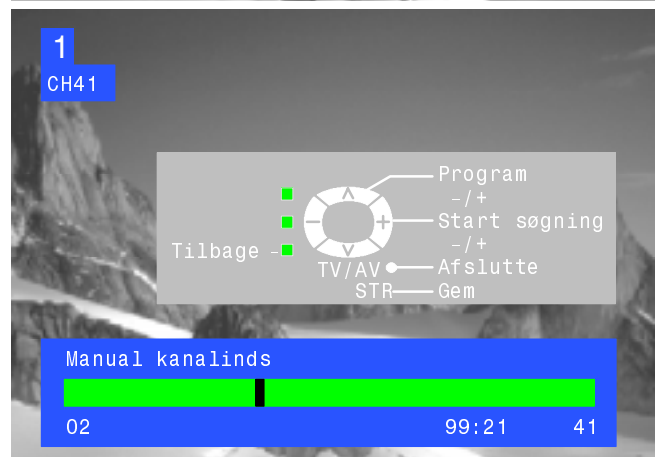 1
CH41
Program
-/+
Start søgning
-/+
Tilbage -
TV/AV Afslutte
STR Gem
Manual kanalinds
02 99:21 41